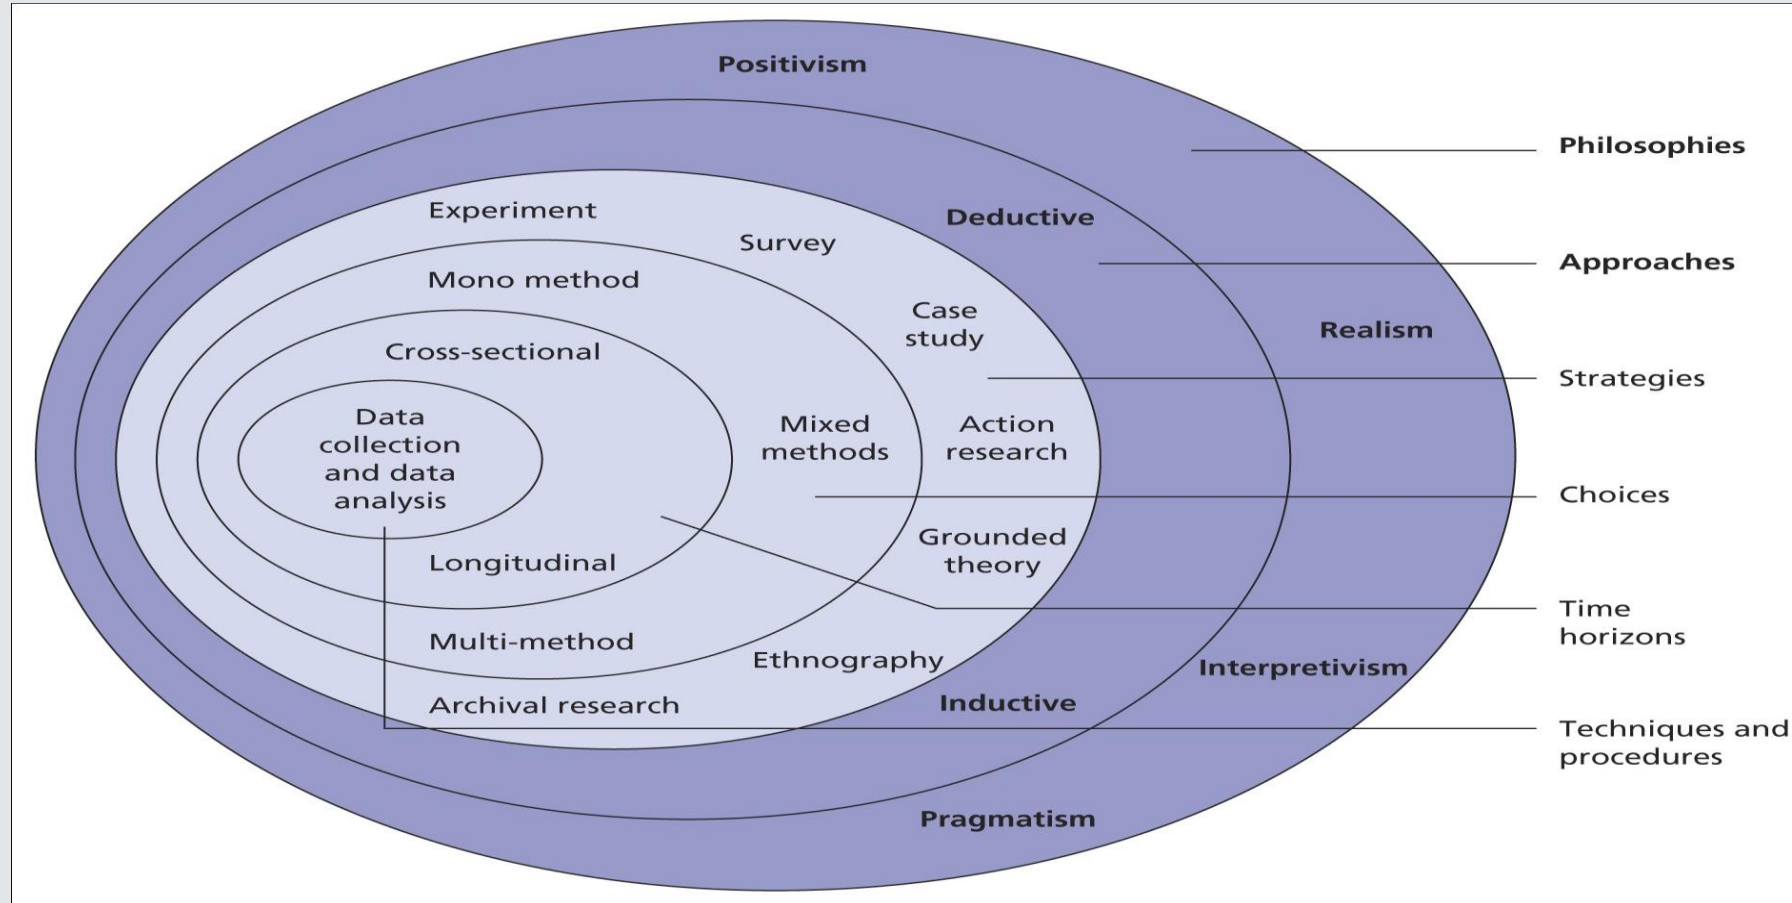 Positivism
Philosophies
Experiment
Deductive
Survey
Approaches
Mono method
Case
study
Realism
Cross-sectional
Strategies
Data
collection
and data
analysis
Mixed
methods
Action
research
Choices
Grounded
theory
Longitudinal
Time
horizons
Multi-method
Ethnography
Interpretivism
Archival research
Inductive
Techniques and
procedures
Pragmatism